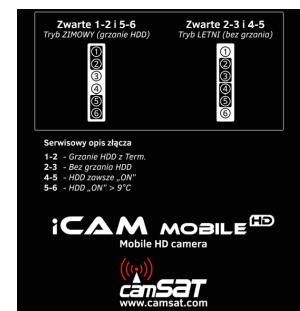 Zwarte 1-2 i 5-6
Tryb ZIMOWY (grzanie HDD)
1
2
3
4
5
6
Zwarte 2-3 i 4-5
Tryb LETNI (bez grzania)
1
2
3
4
5
6
Serwisowy opis złącza
1-2 - Grzanie HDD z Term.
2-3 - Bez grzania HDD
4-5 - HDD zawsze „ON”
5-6 - HDD „ON” > 9°C
iCAM MOBILE HD
Mobile HD camera
camsat
www.camsat.com